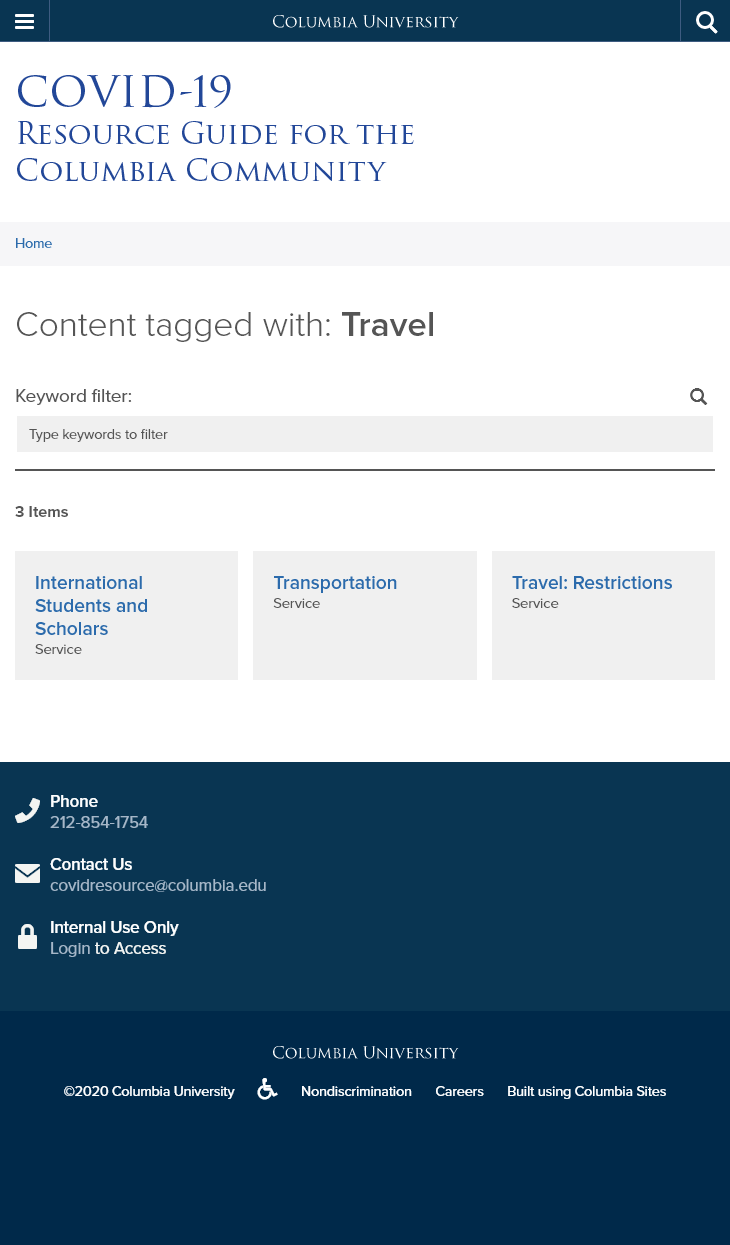 COLUMBIA UNIVERSITY
COVID-19
RESOURCE GUIDE FOR THE
COLUMBIA COMMUNITY
Home
Content tagged with: Travel
Keyword filter:
Type keywords to filter
3 Items
International
Students and
Scholars
Service
Transportation
Service
Travel: Restrictions
Service
Phone
212-854-1754
Contact Us
covidresource@columbia.edu
Internal Use Only
Login to Access
COLUMBIA UNIVERSITY
©2020 Columbia University Nondiscrimination Careers Built using Columbia Sites